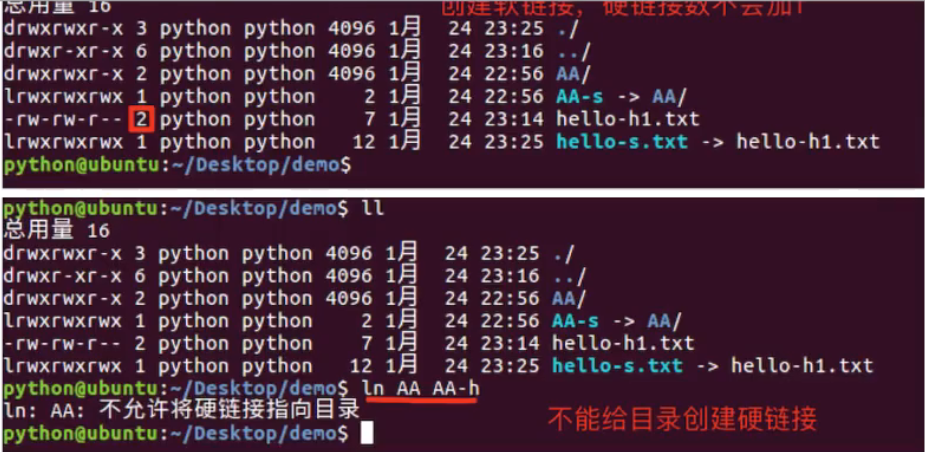 总用量 16
创建软链接，硬链接数不会加！
drwxrwxr-x 3 python python 4096 1月  24 23:25 ./
drwxr-xr-x 6 python python 4096 1月  24 23:16 ../
drwxrwxr-x 2 python python 4096 1月  24 22:56 AA/
lrwxrwxrwx 1 python python    2 1月  24 22:56 AA-s -> AA/
-rw-rw-r-- 2 python python    7 1月  24 23:14 hello-h1.txt
lrwxrwxrwx 1 python python   12 1月  24 23:25 hello-s.txt -> hello-h1.txt
python@ubuntu:~/Desktop/demo$
python@ubuntu:~/Desktop/demo$ ll
总用量 16
drwxrwxr-x 3 python python 4096 1月  24 23:25 ./
drwxr-xr-x 6 python python 4096 1月  24 23:16 ../
drwxrwxr-x 2 python python 4096 1月  24 22:56 AA/
lrwxrwxrwx 1 python python    2 1月  24 22:56 AA-s -> AA/
-rw-rw-r-- 2 python python    7 1月  24 23:14 hello-h1.txt
lrwxrwxrwx 1 python python   12 1月  24 23:25 hello-s.txt -> hello-h1.txt
python@ubuntu:~/Desktop/demo$ ln AA AA-h
ln: AA: 不允许将硬链接指向目录
不能给目录创建硬链接
python@ubuntu:~/Desktop/demo$